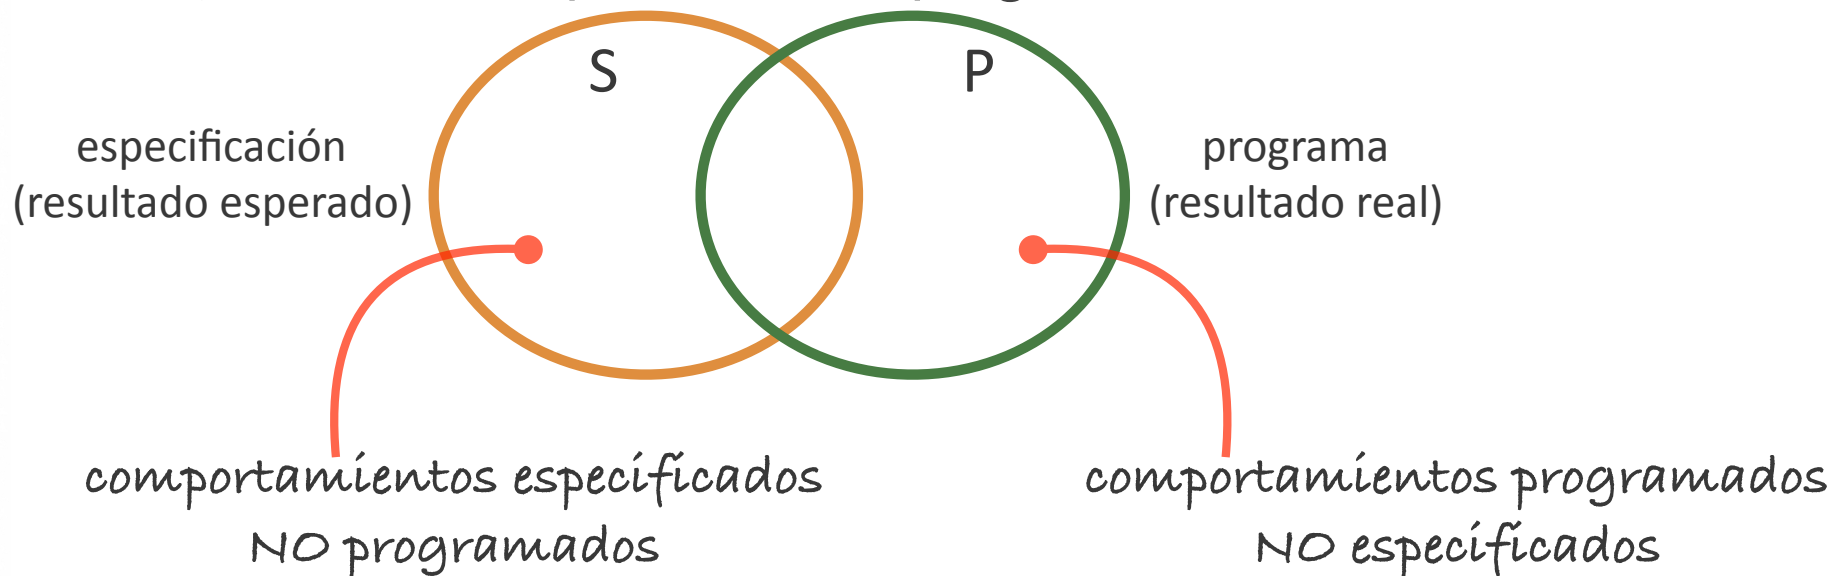 S
P
especificación
(resultado esperado)
programa
(resultado real)
comportamientos especificados
NO programados
comportamientos programados
NO especificados